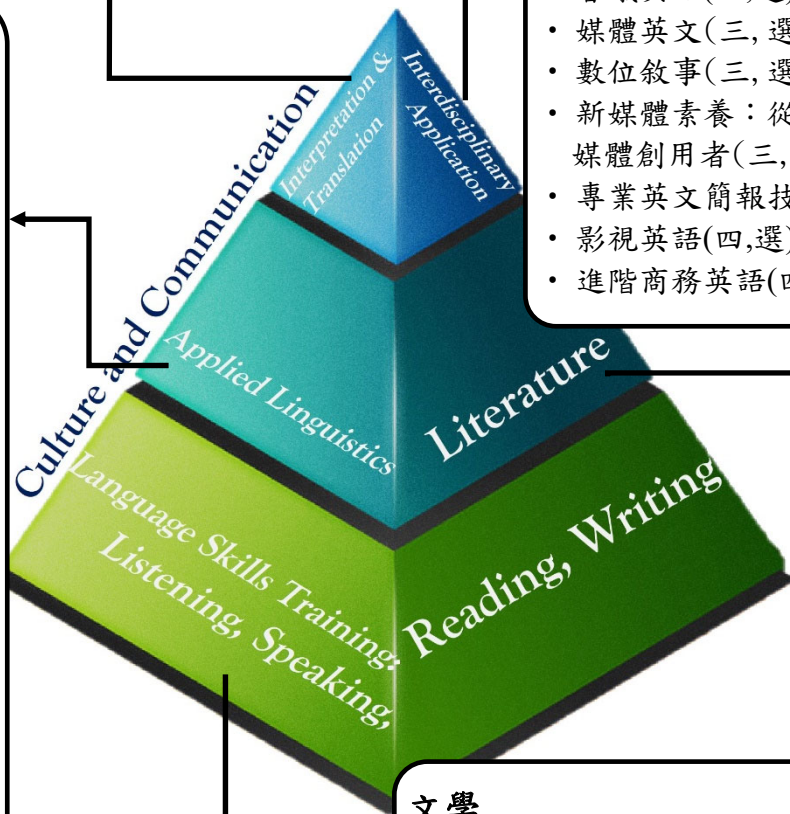 ・媒體英文(三, 選
・數位敘事(三, 選
・新媒體素養：從
媒體創用者(三,
・專業英文簡報技
・影視英語(四,選)
・進階商務英語(四
Interpretation &
Translation
Interdisciplinary
Application
Culture and Communication
Applied Linguistics
Literature
Language Skills Training:
Listening, Speaking,
Reading, Writing
文學